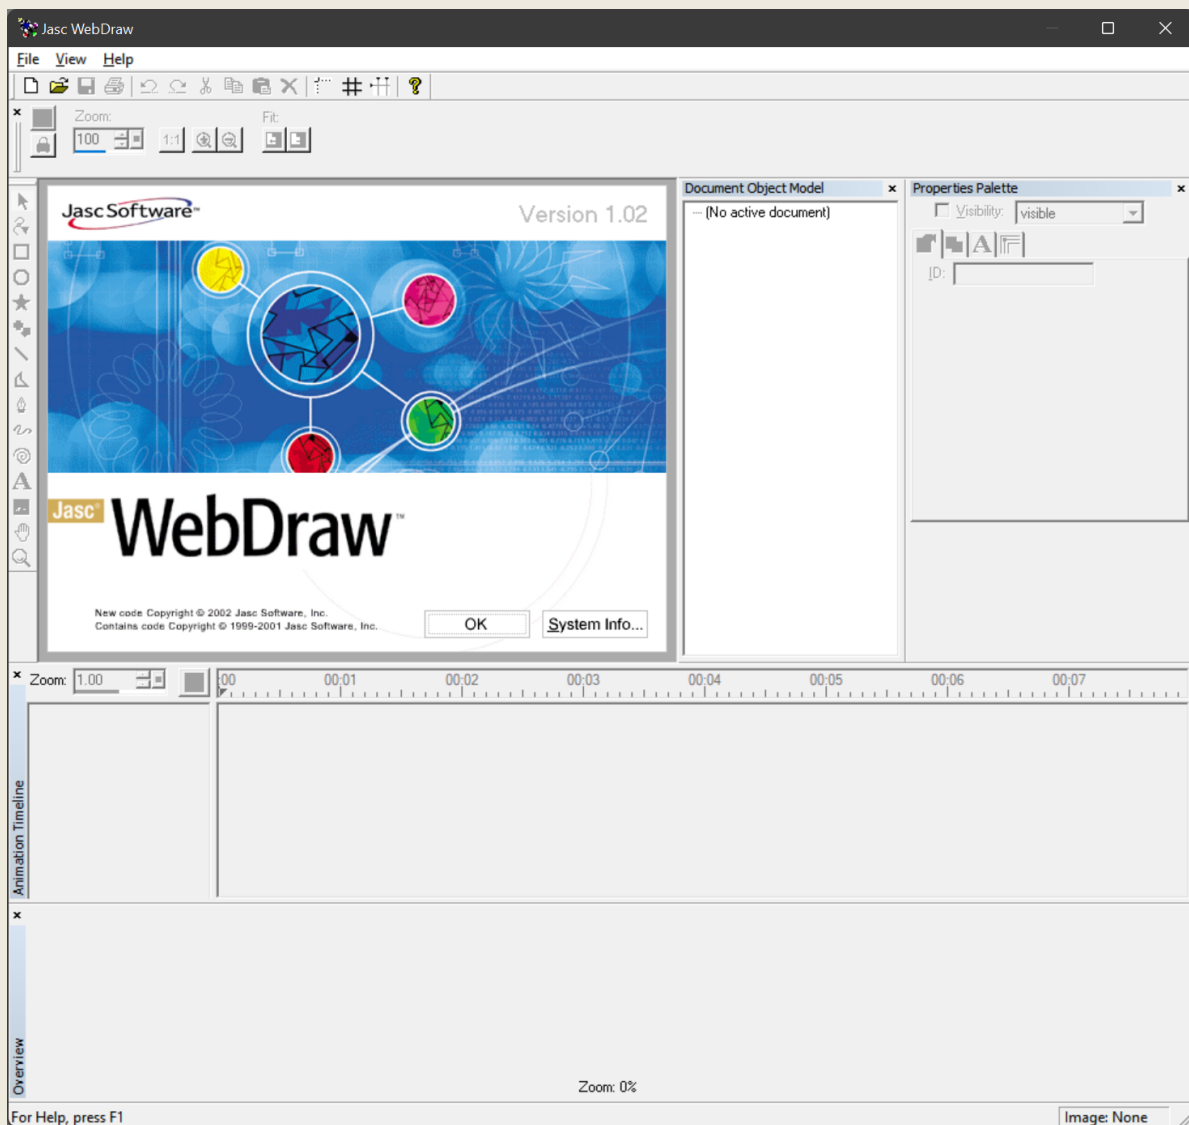 Jasc WebDraw
File View Help
Zoom:
Fit:
100
1:1
Jasc Software™
Version 1.02
Jasc®
WebDraw™
New code Copyright © 2002 Jasc Software, Inc.
Contains code Copyright © 1999-2001 Jasc Software, Inc.
OK
System Info...
Document Object Model
(No active document)
Properties Palette
Visibility:
visible
A
ID:
A
Zoom: 1.00
:00 00:01 00:02 00:03 00:04 00:05 00:06 00:07
Animation Timeline
Overview
Zoom: 0%
For Help, press F1
Image: None